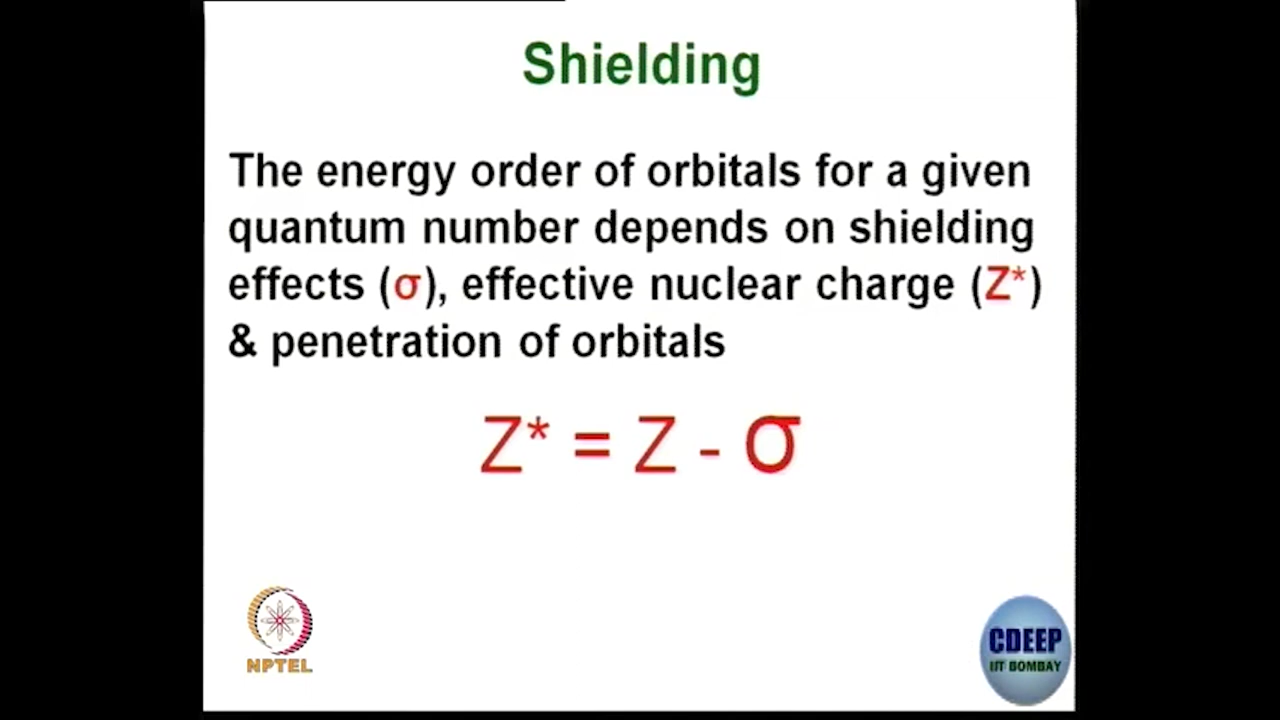 Shielding
The energy order of orbitals for a given
quantum number depends on shielding
effects (σ), effective nuclear charge (Z*)
& penetration of orbitals
Z* = Z - σ
NPTEL
CDEEP
IIT BOMBAY